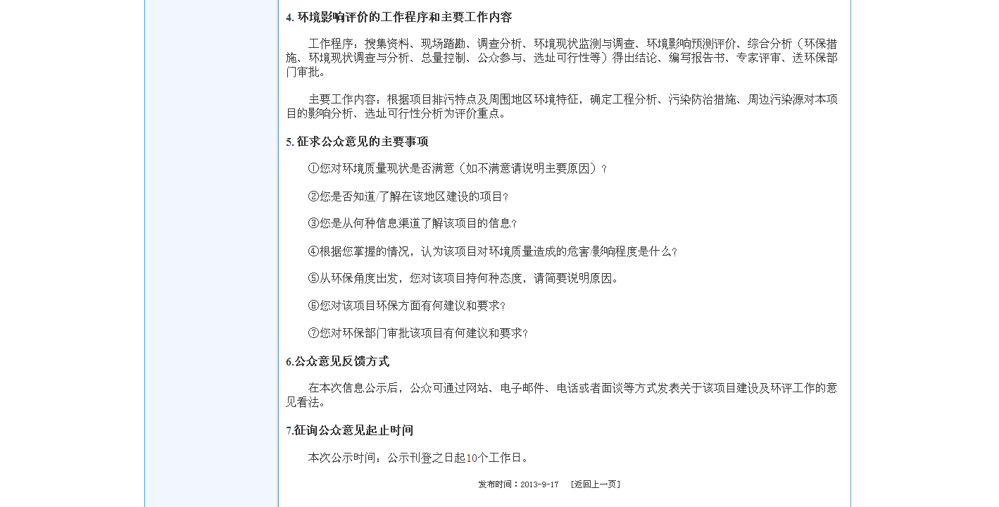 4. 环境影响评价的工作程序和主要工作内容
工作程序：搜集资料、现场踏勘、调查分析、环境现状监测与调查、环境影响预测评价、综合分析（环保措
施、环境现状调查与分析、总量控制、公众参与、选址可行性等）得出结论、编写报告书、专家评审、送环保部
门审批。
主要工作内容：根据项目排污特点及周围地区环境特征，确定工程分析、污染防治措施、周边污染源对本项
目的影响分析、选址可行性分析为评价重点。
5. 征求公众意见的主要事项
①您对环境质量现状是否满意（如不满意请说明主要原因）？
②您是否知道/了解在该地区建设的项目？
③您是从何种信息渠道了解该项目的信息？
④根据您掌握的情况，认为该项目对环境质量造成的危害/影响程度是什么？
⑤从环保角度出发，您对该项目持何种态度，请简要说明原因。
⑥您对该项目环保方面有何建议和要求？
⑦您对环保部门审批该项目有何建议和要求？
6.公众意见反馈方式
在本次信息公示后，公众可通过网站、电子邮件、电话或者面谈等方式发表关于该项目建设及环评工作的意
见看法。
7.征询公众意见起止时间
本次公示时间：公示刊登之日起10个工作日。
发布时间：2013-9-17 [返回上一页]